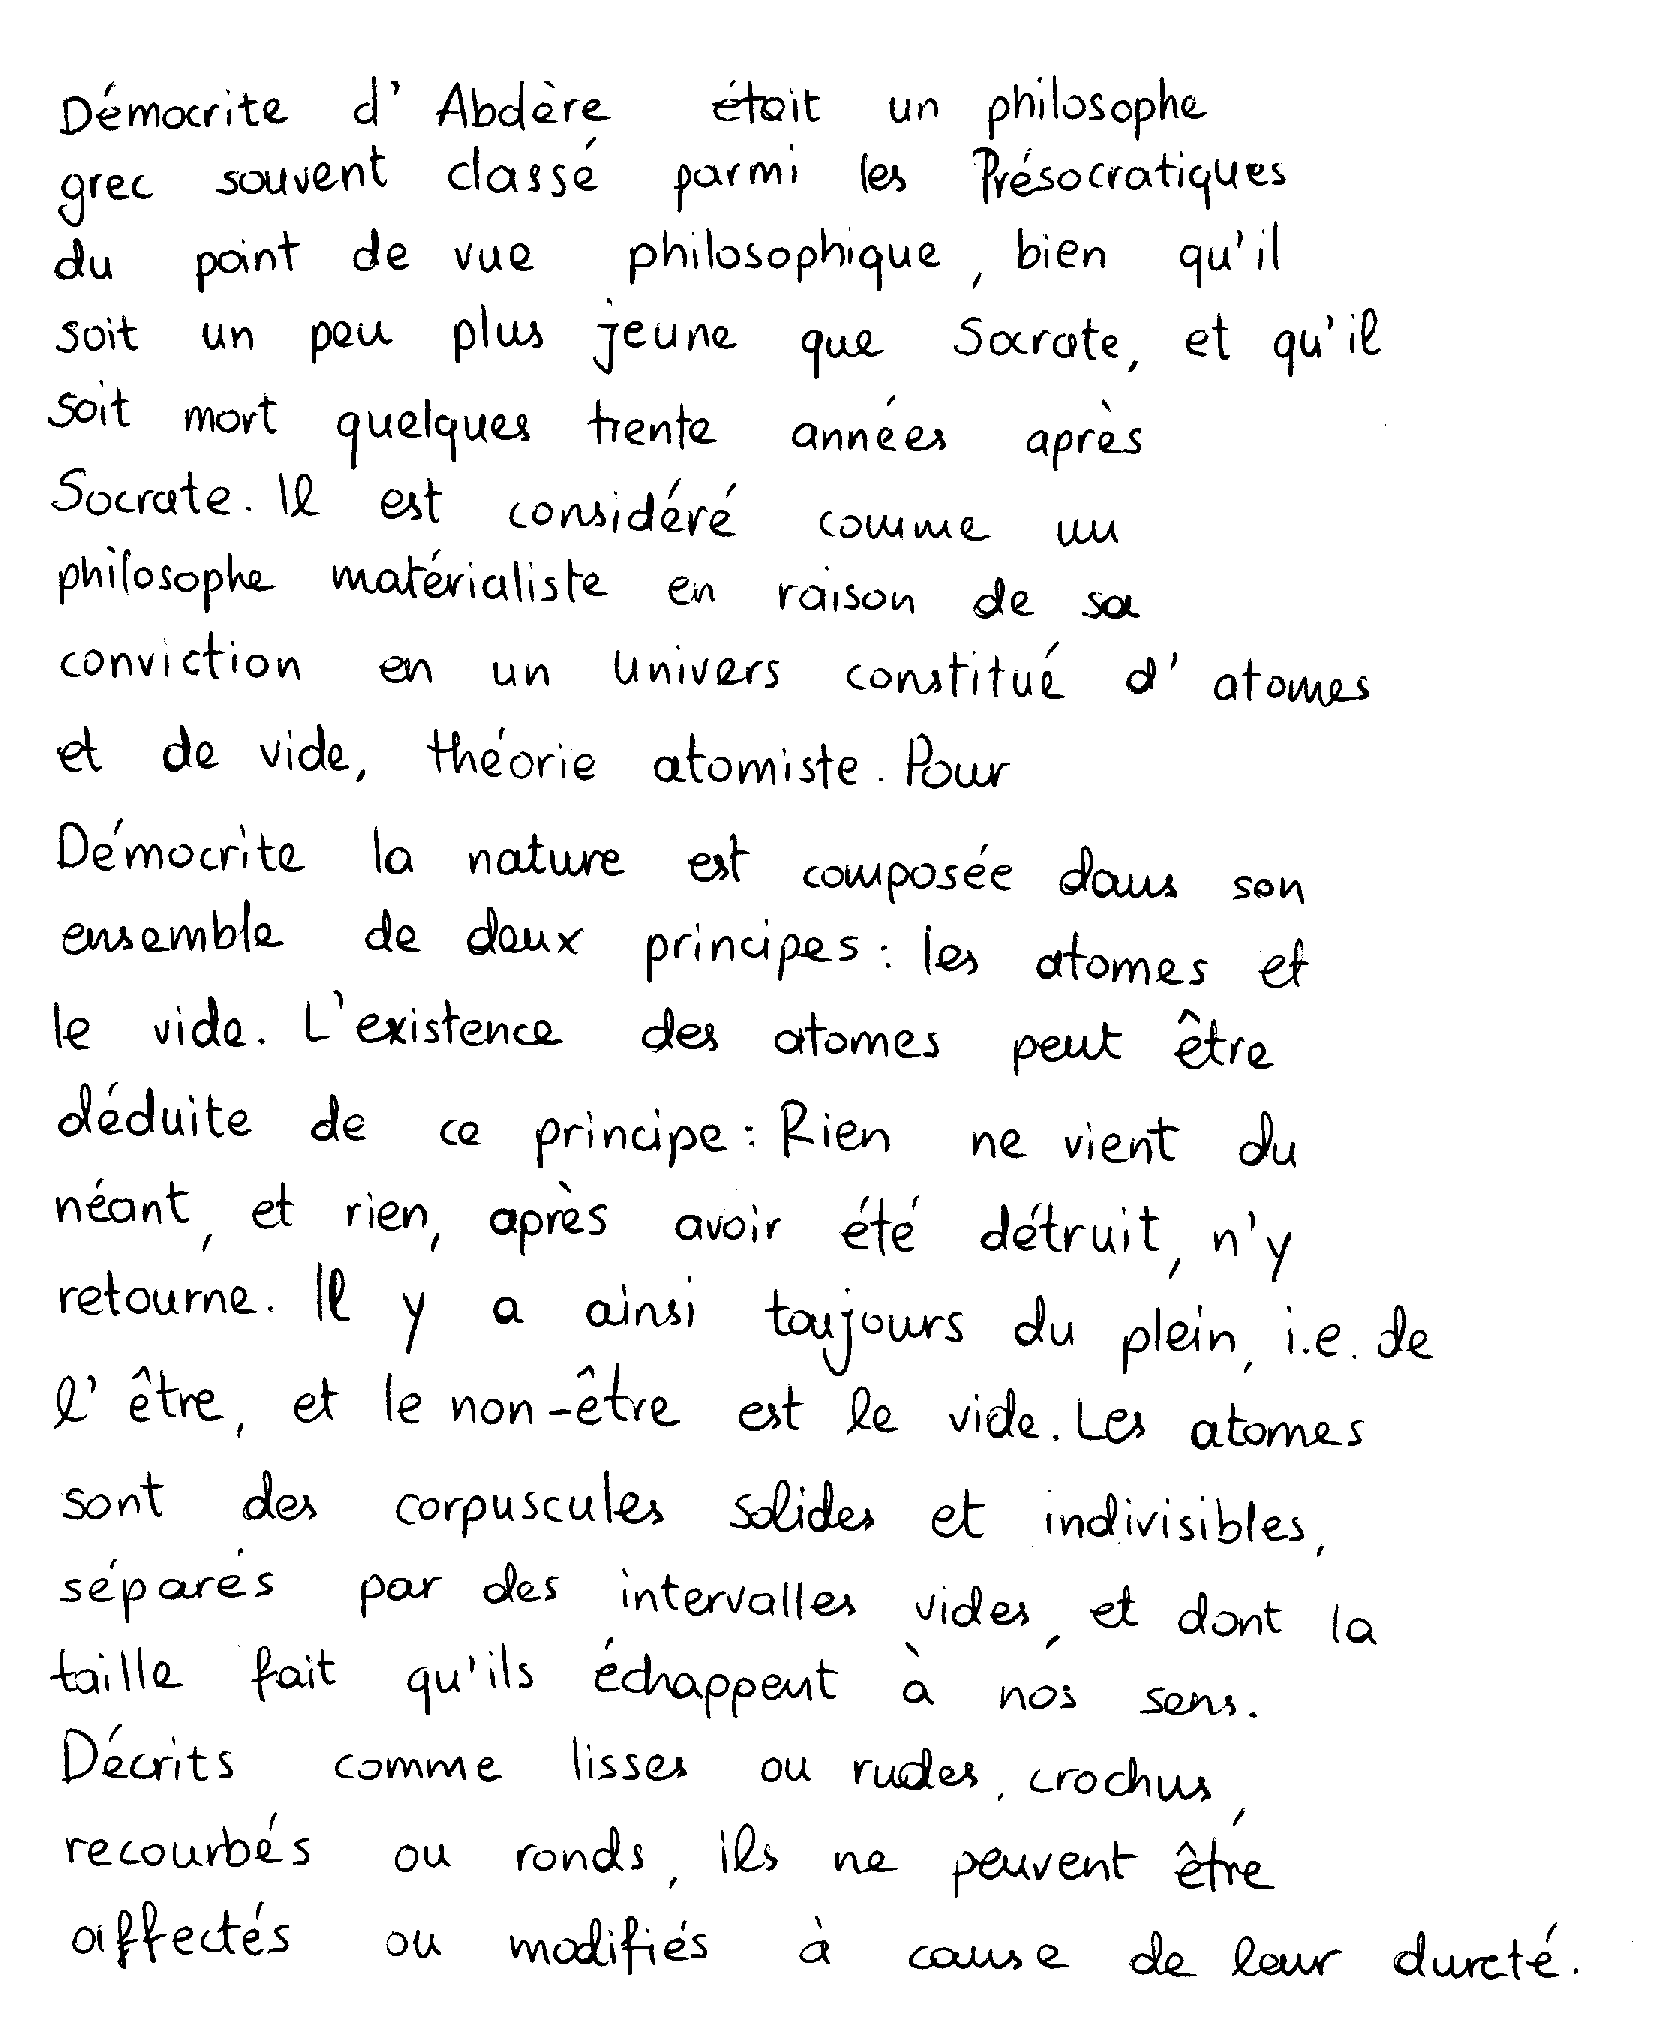 Démocrite d' Abdère était un philosophe
grec souvent classé parmi les Présocratiques
du point de vue philosophique, bien qu'il
soit un peu plus jeune que Socrate, et qu'il
soit mort quelques trente années après
Socrate. Il est considéré comme un
philosophe matérialiste en raison de sa
conviction en un univers constitué d' atomes
et de vide, théorie atomiste. Pour
Démocrite la nature est composée dans son
ensemble de deux principes : les atomes et
le vide. L'existence des atomes peut être
déduite de ce principe : Rien ne vient du
néant, et rien, après avoir été détruit, n'y
retourne. Il y a ainsi toujours du plein, i.e. de
l' être, et le non-être est le vide. Les atomes
sont des corpuscules solides et indivisibles,
séparés par des intervalles vides, et dont la
taille fait qu'ils échappent à nos sens.
Décrits comme lisses ou rudes, crochus,
recourbés ou ronds, ils ne peuvent être
affectés ou modifiés à cause de leur dureté.